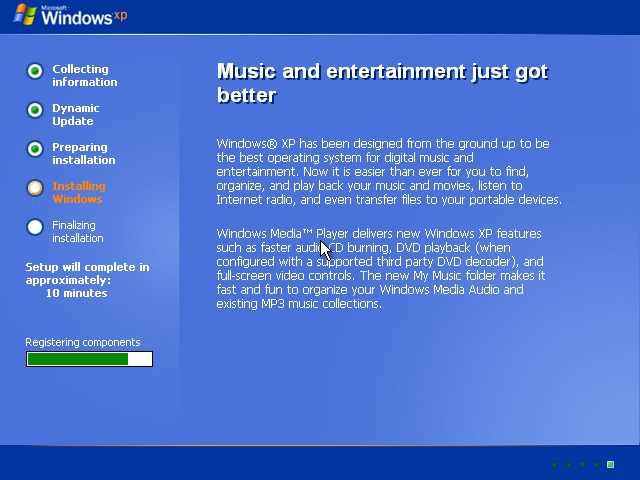 Microsoft
Windows xp
Collecting
information
Dynamic
Update
Preparing
installation
Installing
Windows
Finalizing
installation
Setup will complete in
approximately:
10 minutes
Registering components
Music and entertainment just got
better
Windows® XP has been designed from the ground up to be
the best operating system for digital music and
entertainment. Now it is easier than ever for you to find,
organize, and play back your music and movies, listen to
Internet radio, and even transfer files to your portable devices.
Windows Media™ Player delivers new Windows XP features
such as faster audio CD burning, DVD playback (when
configured with a supported third party DVD decoder), and
full-screen video controls. The new My Music folder makes it
fast and fun to organize your Windows Media Audio and
existing MP3 music collections.